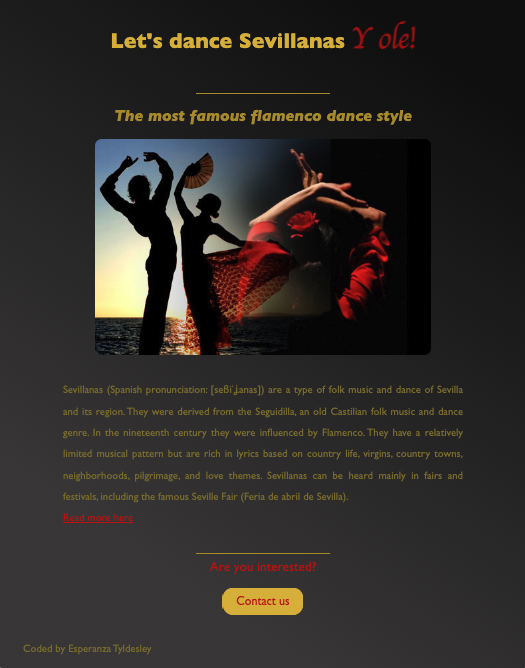 Let's dance Sevillanas Y ole!
The most famous flamenco dance style
Sevillanas (Spanish pronunciation: [seβiˈʝanas]) are a type of folk music and dance of Sevilla
and its region. They were derived from the Seguidilla, an old Castilian folk music and dance
genre. In the nineteenth century they were influenced by Flamenco. They have a relatively
limited musical pattern but are rich in lyrics based on country life, virgins, country towns,
neighborhoods, pilgrimage, and love themes. Sevillanas can be heard mainly in fairs and
festivals, including the famous Seville Fair (Feria de abril de Sevilla).
Read more here
Are you interested?
Contact us
Coded by Esperanza Tyldesley